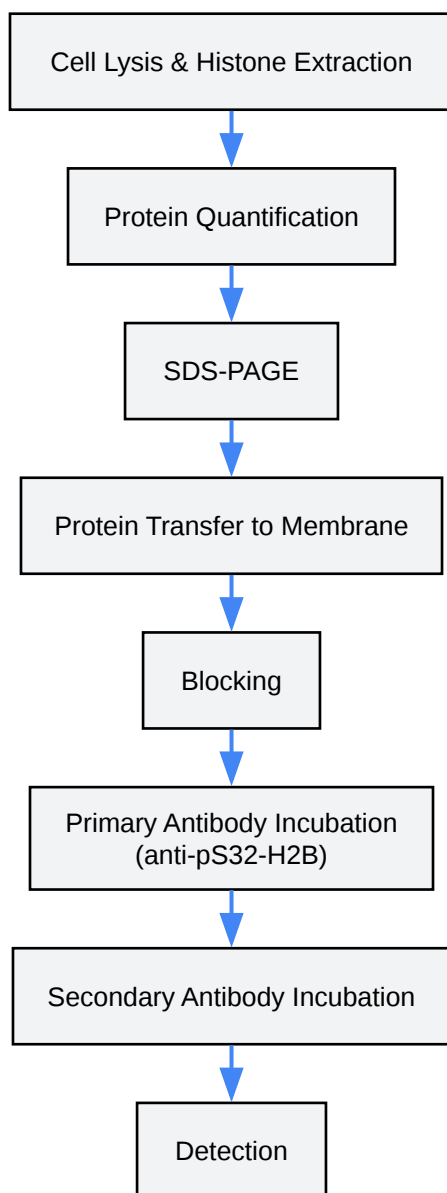 Cell Lysis & Histone Extraction
Protein Quantification
SDS-PAGE
Protein Transfer to Membrane
Blocking
Primary Antibody Incubation
(anti-pS32-H2B)
Secondary Antibody Incubation
Detection